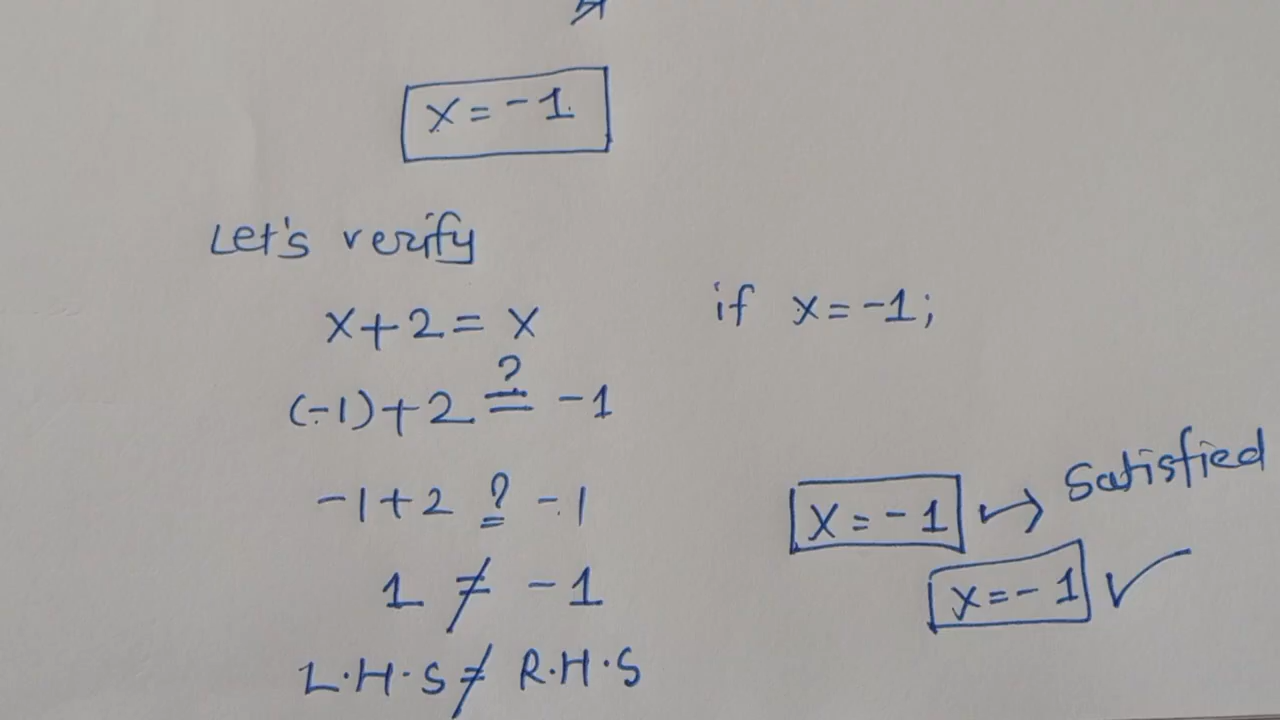 x = -1
Let's verify
x+2 = x if x = -1;
(-1)+2 ≟ -1
-1+2 ≟ -1
x = -1 → Satisfied
1 ≠ -1
x = -1 ✓
L.H.S ≠ R.H.S